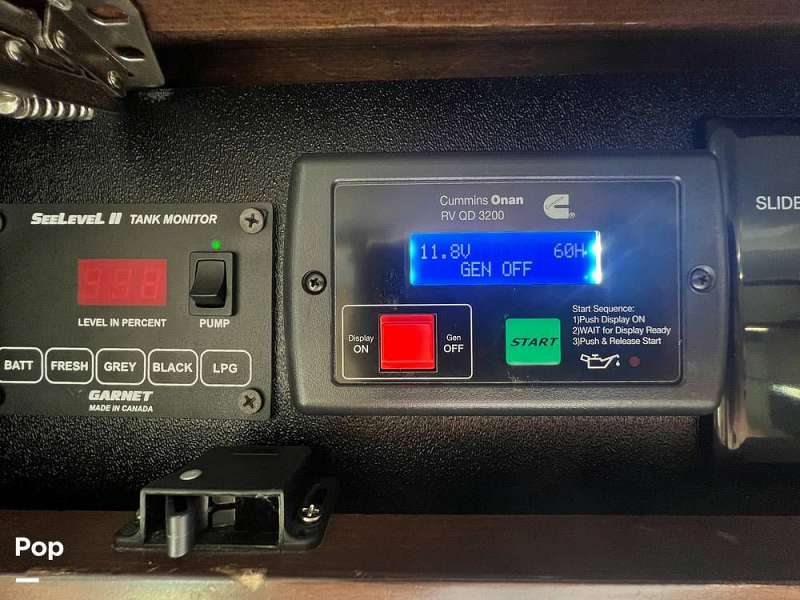 SEELEVEL II TANK MONITOR
LEVEL IN PERCENT
PUMP
BATT
FRESH
GREY
BLACK
LPG
GARNET
MADE IN CANADA
Cummins Onan
RV QD 3200
11.8V 60H
GEN OFF
Display
ON
Gen
OFF
START
Start Sequence:
1)Push Display ON
2)WAIT for Display Ready
3)Push & Release Start
SLIDE
Pop